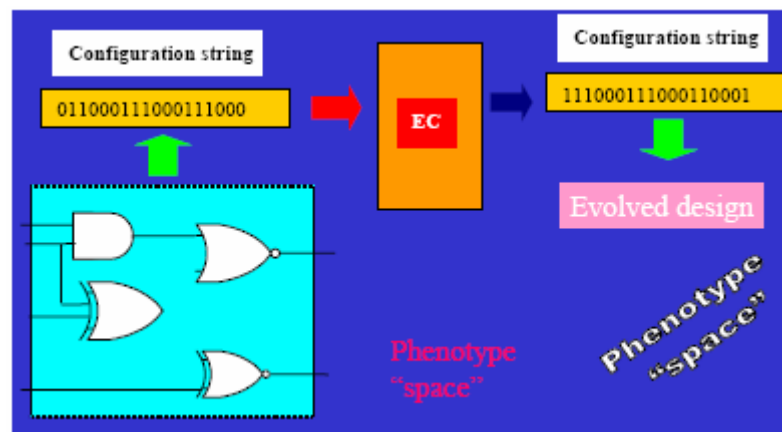 Configuration string
011000111000111000
EC
Configuration string
111000111000110001
Evolved design
Phenotype
“space”
Phenotype
“space”